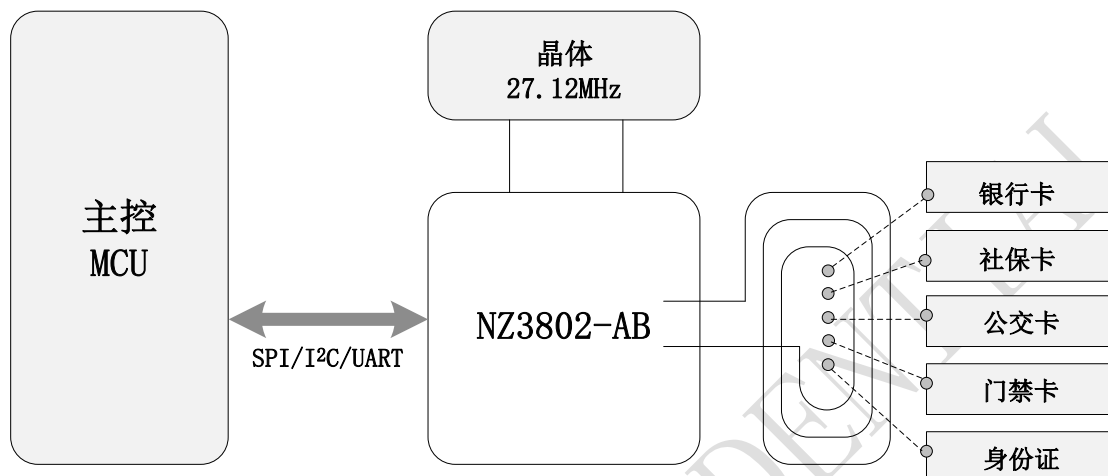 晶体
27.12MHz
主控
MCU
SPI/I²C/UART
NZ3802-AB
银行卡
社保卡
公交卡
门禁卡
身份证
DENTIAL